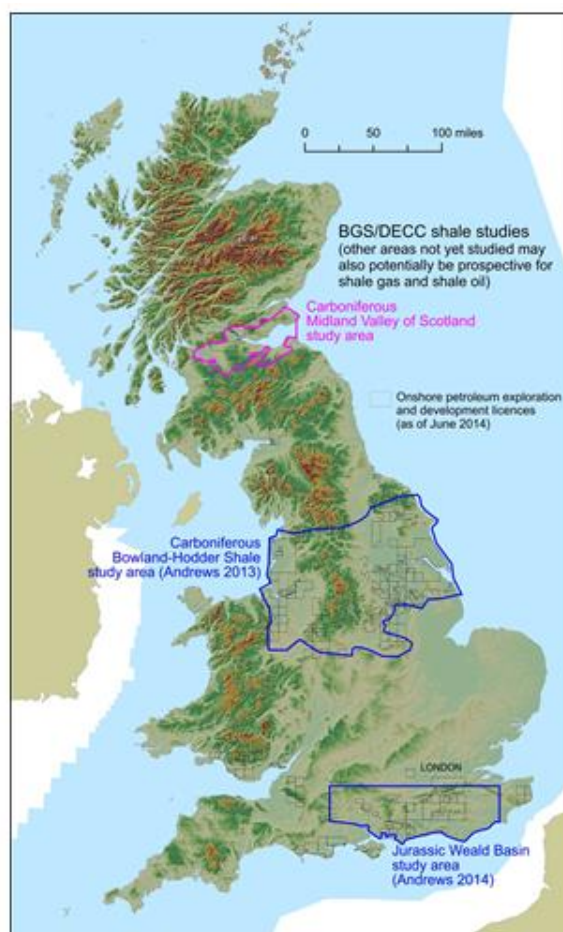 0 50 100 miles
BGS/DECC shale studies
(other areas not yet studied may
also potentially be prospective for
shale gas and shale oil)
Carboniferous
Midland Valley of Scotland
study area
Onshore petroleum exploration
and development licences
(as of June 2014)
Carboniferous
Bowland-Hodder Shale
study area (Andrews 2013)
LONDON
Jurassic Weald Basin
study area
(Andrews 2014)